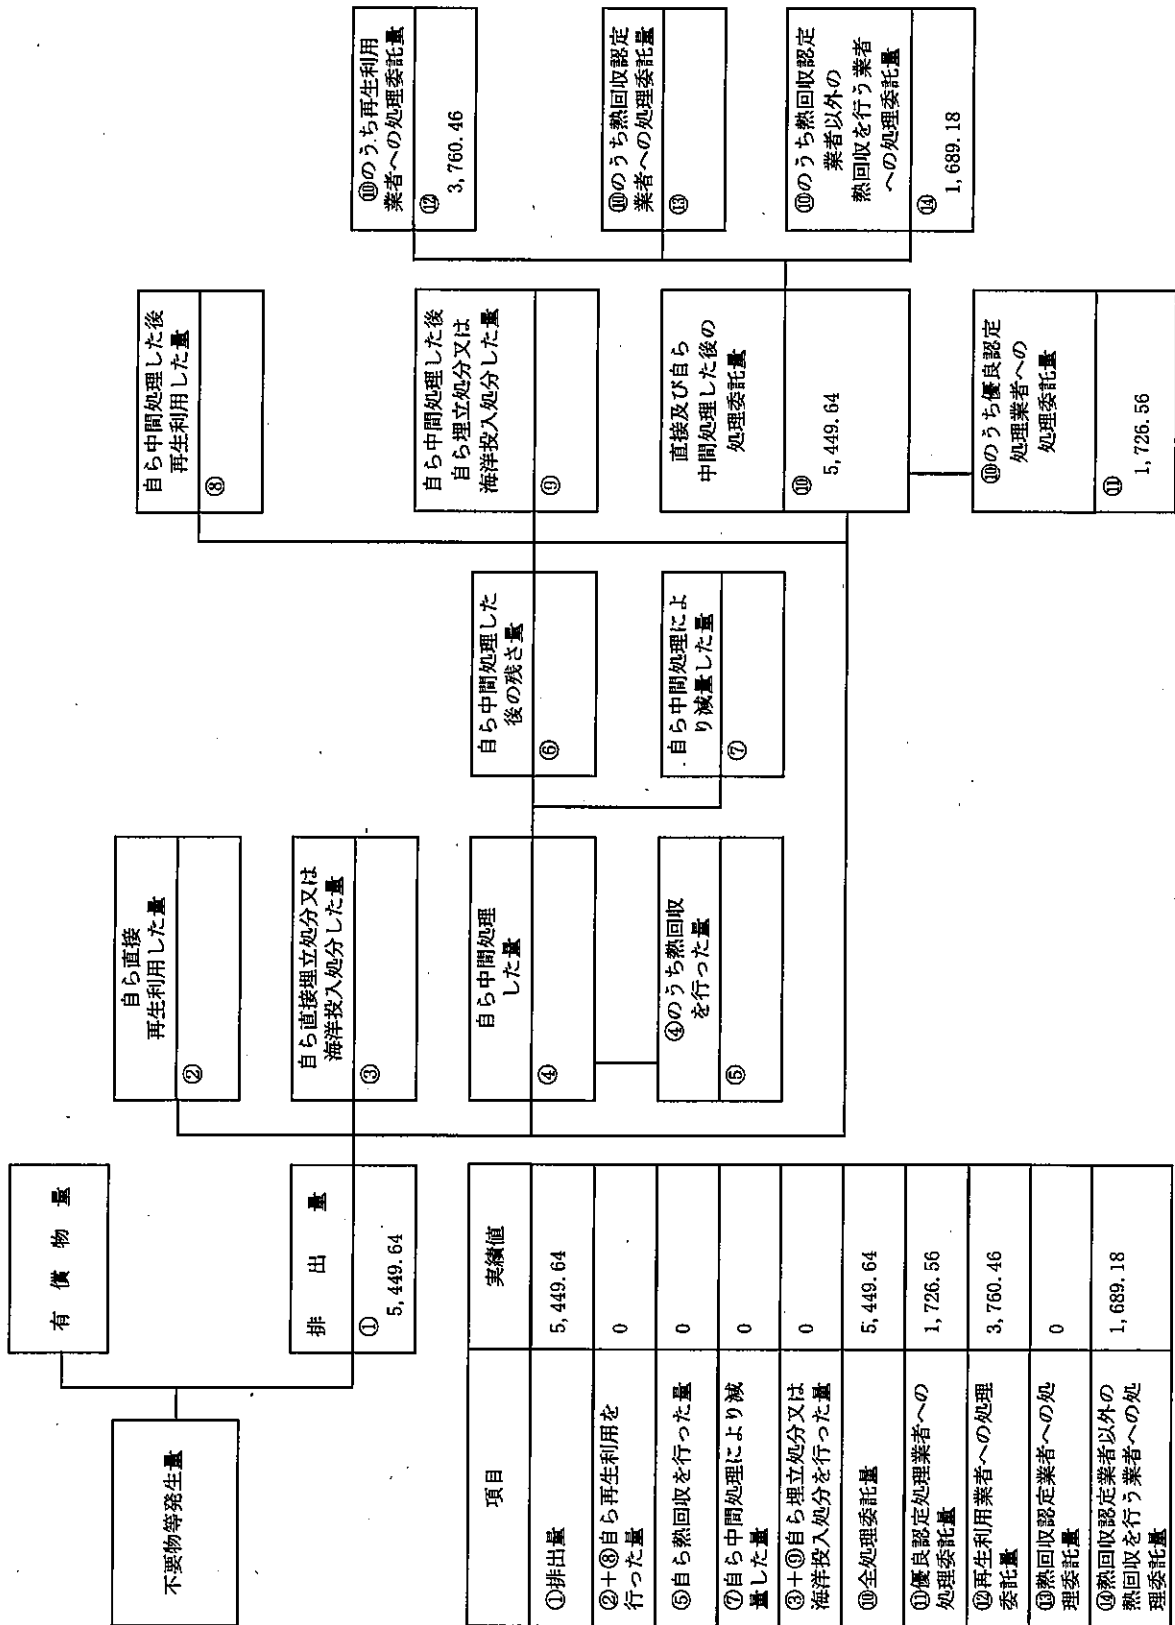 不要物等発生量
有償物量
排出量
①
5,449.64
自ら直接
再生利用した量
②
自ら直接埋立処分又は
海洋投入処分した量
③
自ら中間処理
した量
④
④のうち熱回収
を行った量
⑤
自ら中間処理した
後の残さ量
⑥
自ら中間処理によ
り減量した量
⑦
自ら中間処理した後
再生利用した量
⑧
自ら中間処理した後
自ら埋立処分又は
海洋投入処分した量
⑨
直接及び自ら
中間処理した後の
処理委託量
⑩
5,449.64
⑩のうち優良認定
処理業者への
処理委託量
⑪
1,726.56
⑩のうち再生利用
業者への処理委託量
⑫
3,760.46
⑩のうち熱回収認定
業者への処理委託量
⑬
⑩のうち熱回収認定
業者以外の
熱回収を行う業者
への処理委託量
⑭
1,689.18
項目 実績値
①排出量 5,449.64
②+⑧自ら再生利用を
行った量 0
⑤自ら熱回収を行った量 0
⑦自ら中間処理により減
量した量 0
③+⑨自ら埋立処分又は
海洋投入処分を行った量 0
⑩全処理委託量 5,449.64
⑪優良認定処理業者への
処理委託量 1,726.56
⑫再生利用業者への処理
委託量 3,760.46
⑬熱回収認定業者への処
理委託量 0
⑭熱回収認定業者以外の
熱回収を行う業者への処
理委託量 1,689.18